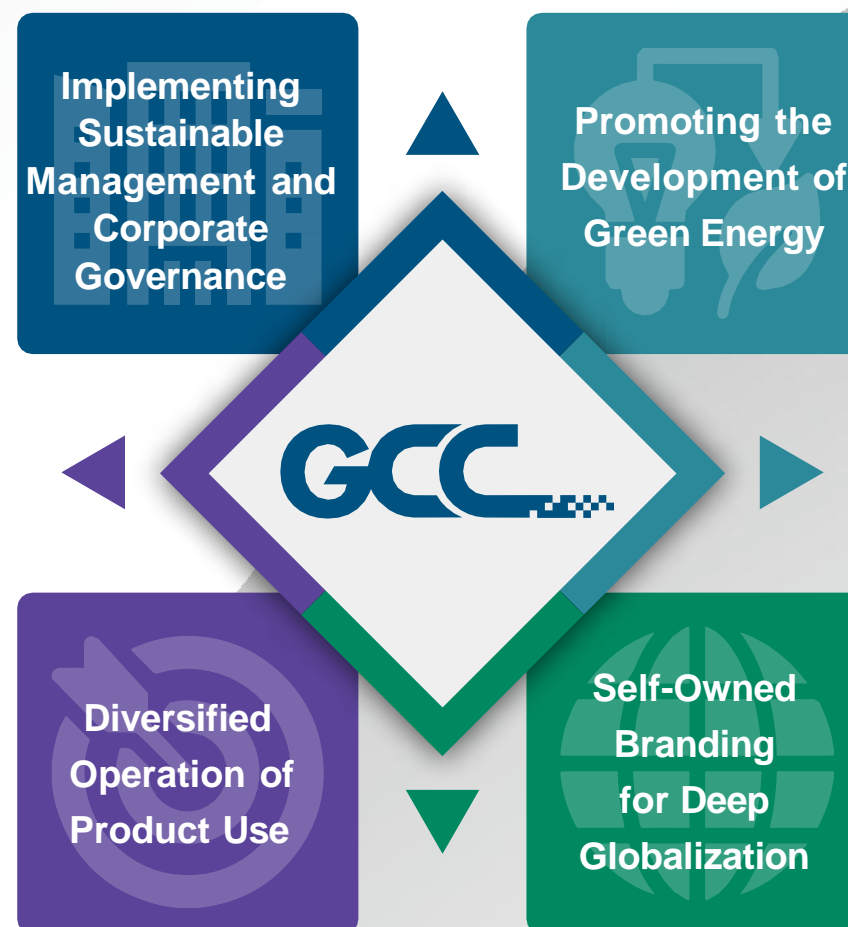 Implementing
Sustainable
Management and
Corporate
Governance
Promoting the
Development of
Green Energy
GCC
Diversified
Operation of
Product Use
Self-Owned
Branding
for Deep
Globalization